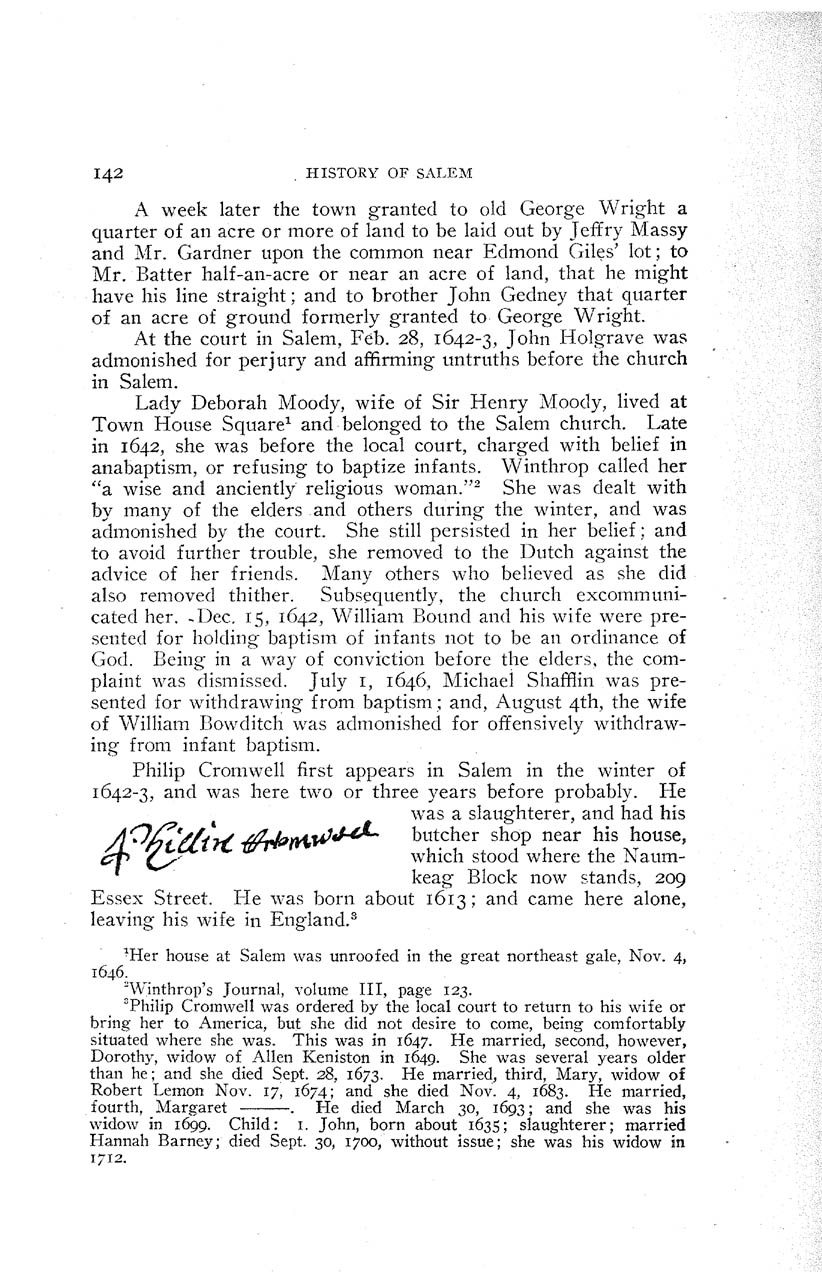 142 HISTORY OF SALEM
A week later the town granted to old George Wright a
quarter of an acre or more of land to be laid out by Jeffry Massy
and Mr. Gardner upon the common near Edmond Giles' lot; to
Mr. Batter half-an-acre or near an acre of land, that he might
have his line straight; and to brother John Gedney that quarter
of an acre of ground formerly granted to George Wright.
At the court in Salem, Feb. 28, 1642-3, John Holgrave was
admonished for perjury and affirming untruths before the church
in Salem.
Lady Deborah Moody, wife of Sir Henry Moody, lived at
Town House Square¹ and belonged to the Salem church. Late
in 1642, she was before the local court, charged with belief in
anabaptism, or refusing to baptize infants. Winthrop called her
"a wise and anciently religious woman."² She was dealt with
by many of the elders and others during the winter, and was
admonished by the court. She still persisted in her belief; and
to avoid further trouble, she removed to the Dutch against the
advice of her friends. Many others who believed as she did
also removed thither. Subsequently, the church excommuni-
cated her. Dec. 15, 1642, William Bound and his wife were pre-
sented for holding baptism of infants not to be an ordinance of
God. Being in a way of conviction before the elders, the com-
plaint was dismissed. July 1, 1646, Michael Shafflin was pre-
sented for withdrawing from baptism; and, August 4th, the wife
of William Bowditch was admonished for offensively withdraw-
ing from infant baptism.
Philip Cromwell first appears in Salem in the winter of
1642-3, and was here two or three years before probably. He
was a slaughterer, and had his
butcher shop near his house,
which stood where the Naum-
keag Block now stands, 209
Essex Street. He was born about 1613; and came here alone,
leaving his wife in England.³
¹Her house at Salem was unroofed in the great northeast gale, Nov. 4,
1646.
²Winthrop's Journal, volume III, page 123.
³Philip Cromwell was ordered by the local court to return to his wife or
bring her to America, but she did not desire to come, being comfortably
situated where she was. This was in 1647. He married, second, however,
Dorothy, widow of Allen Keniston in 1649. She was several years older
than he; and she died Sept. 28, 1673. He married, third, Mary, widow of
Robert Lemon Nov. 17, 1674; and she died Nov. 4, 1683. He married,
fourth, Margaret ———. He died March 30, 1693; and she was his
widow in 1699. Child: 1. John, born about 1635; slaughterer; married
Hannah Barney; died Sept. 30, 1700, without issue; she was his widow in
1712.